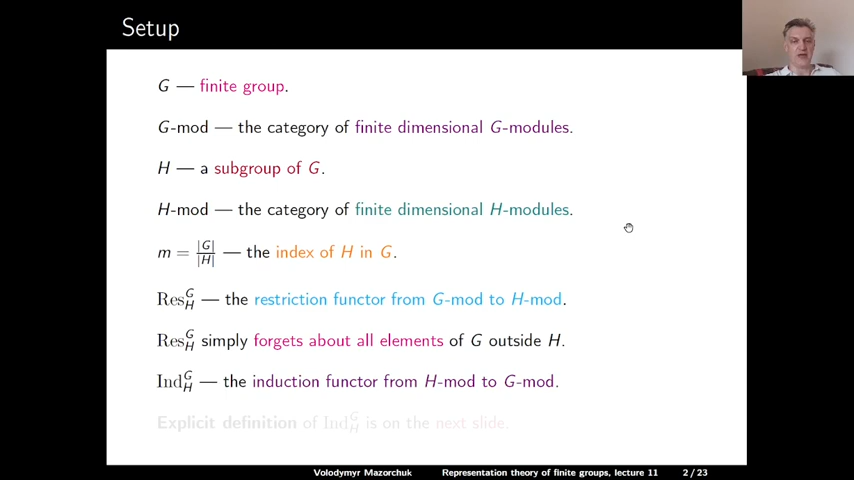 Setup
G — finite group.
G-mod — the category of finite dimensional G-modules.
H — a subgroup of G.
H-mod — the category of finite dimensional H-modules.
m = |G|/|H| — the index of H in G.
Res^G_H — the restriction functor from G-mod to H-mod.
Res^G_H simply forgets about all elements of G outside H.
Ind^G_H — the induction functor from H-mod to G-mod.
Explicit definition of Ind^G_H is on the next slide.
Volodymyr Mazorchuk Representation theory of finite groups, lecture 11 2/23